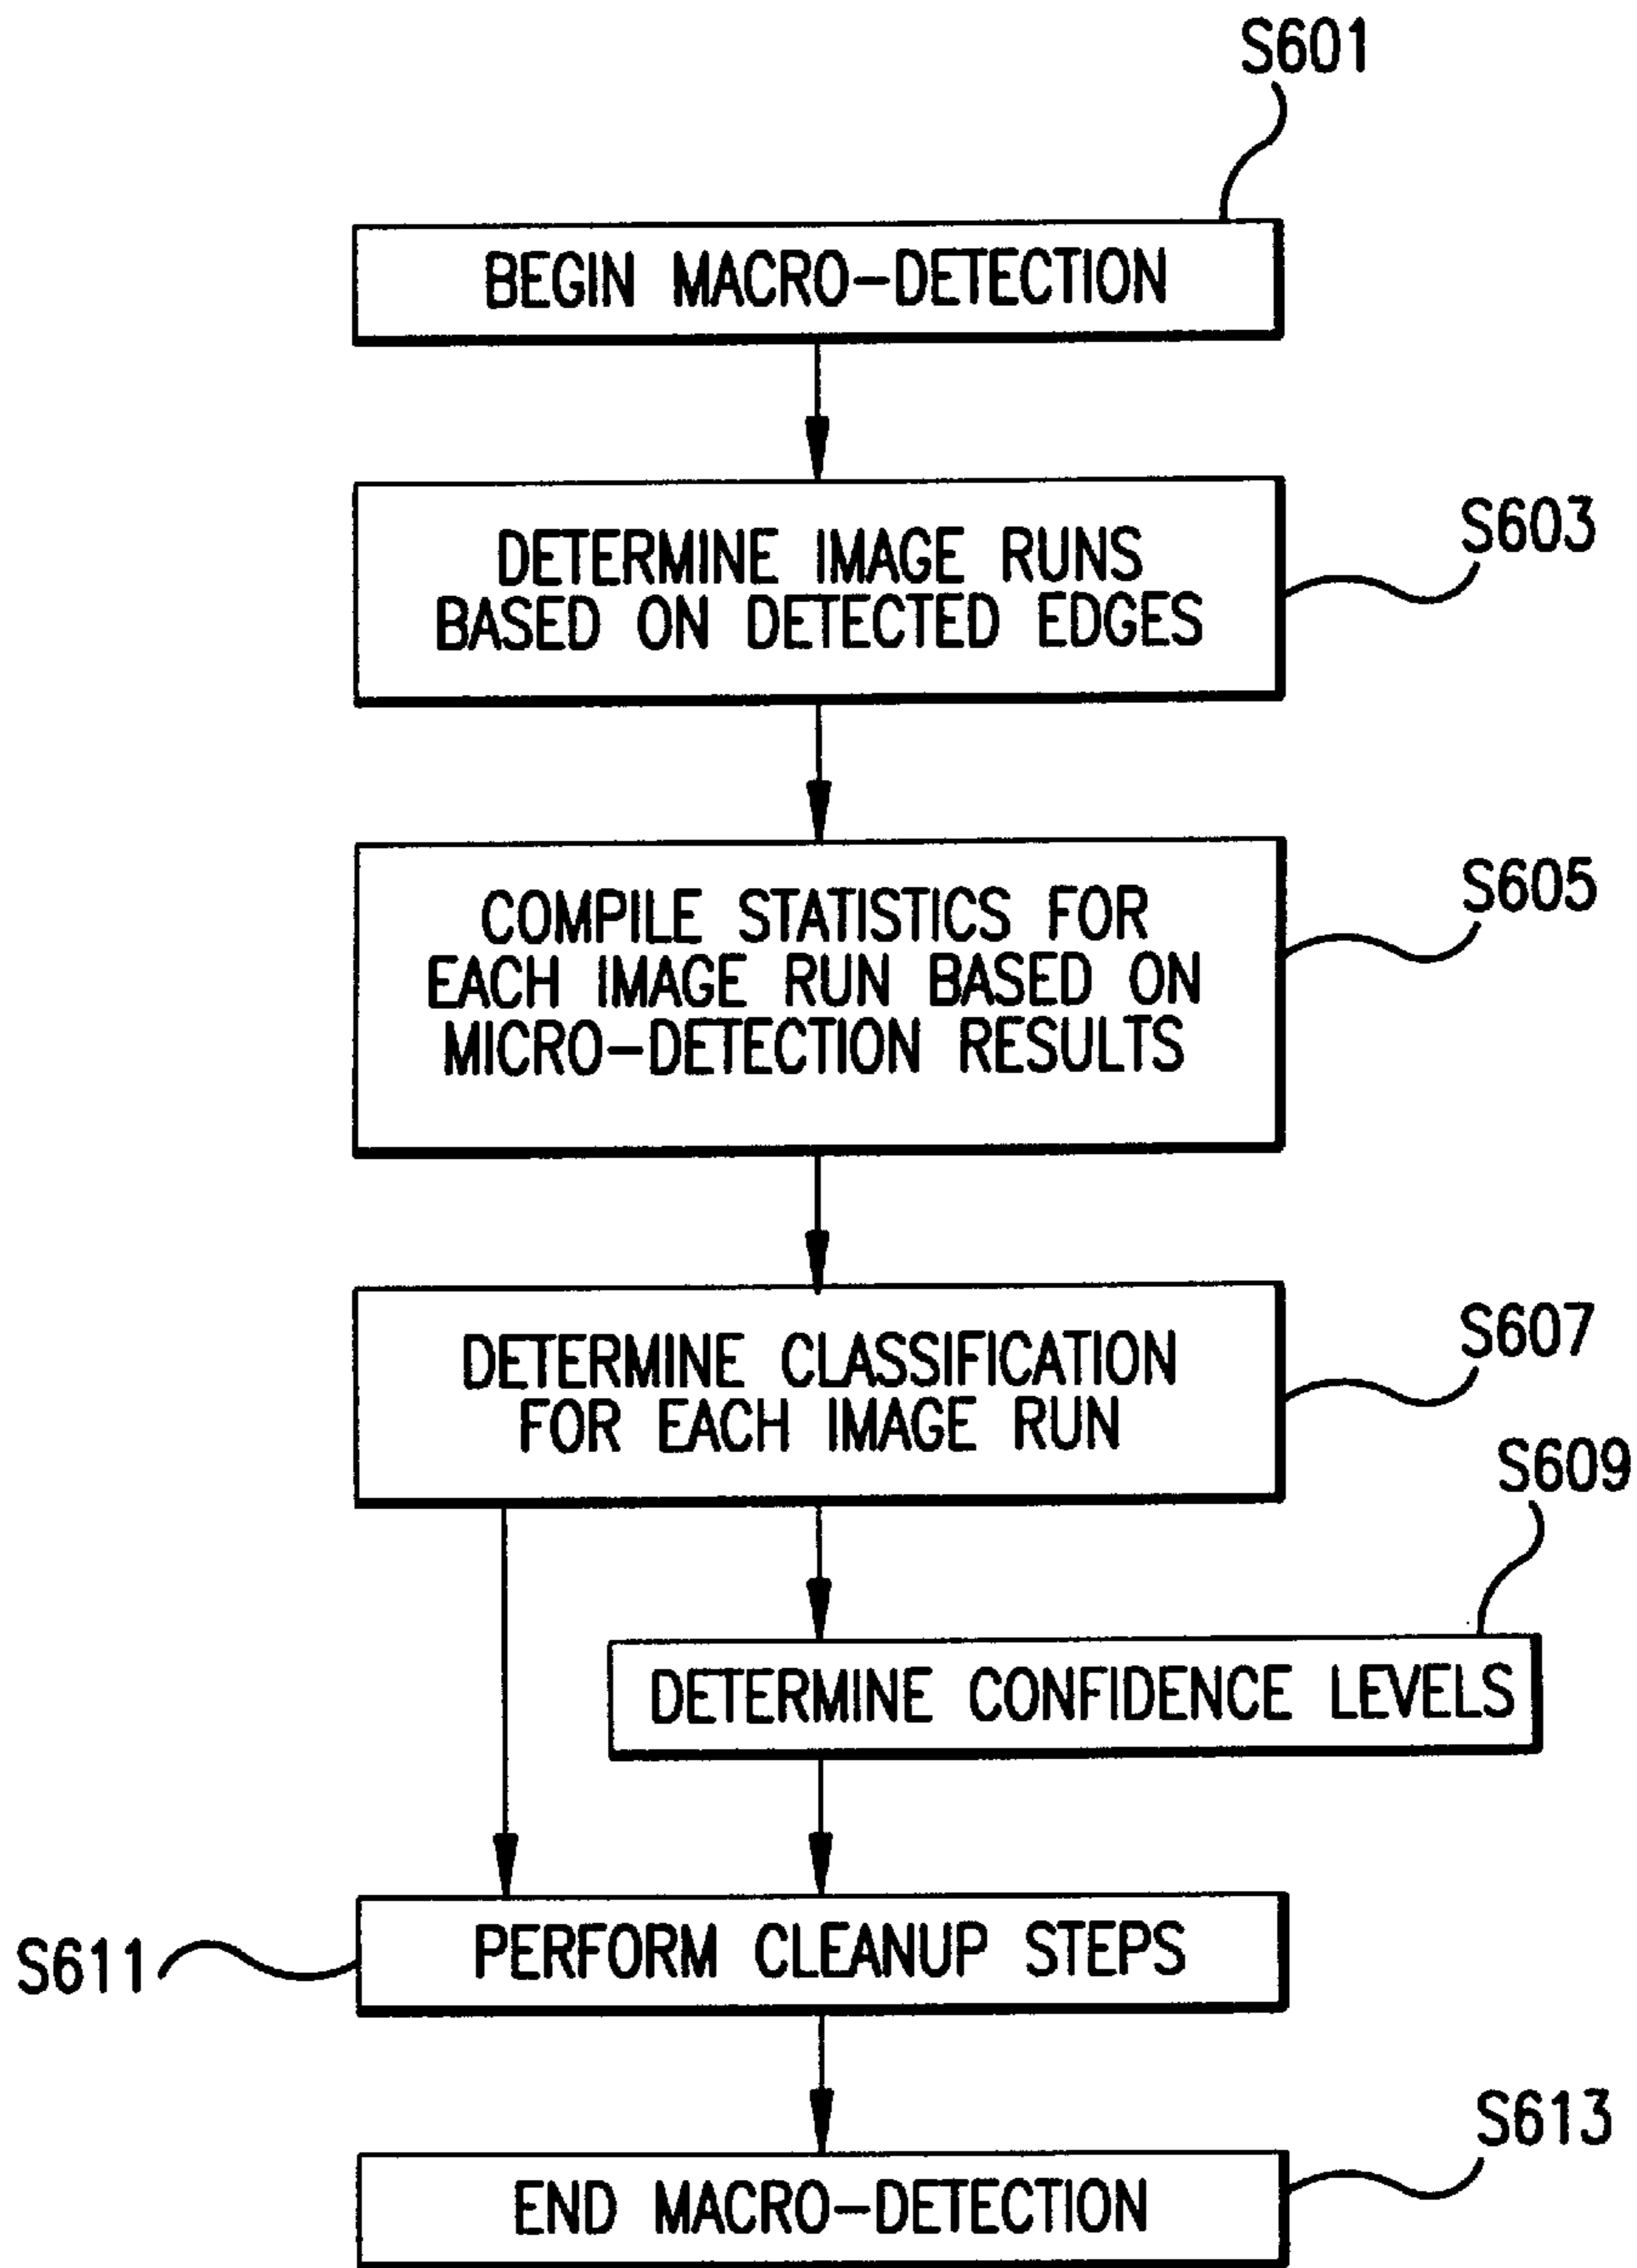 S601
BEGIN MACRO-DETECTION
DETERMINE IMAGE RUNS
BASED ON DETECTED EDGES
S603
COMPILE STATISTICS FOR
EACH IMAGE RUN BASED ON
MICRO-DETECTION RESULTS
S605
DETERMINE CLASSIFICATION
FOR EACH IMAGE RUN
S607
S609
DETERMINE CONFIDENCE LEVELS
S611
PERFORM CLEANUP STEPS
S613
END MACRO-DETECTION